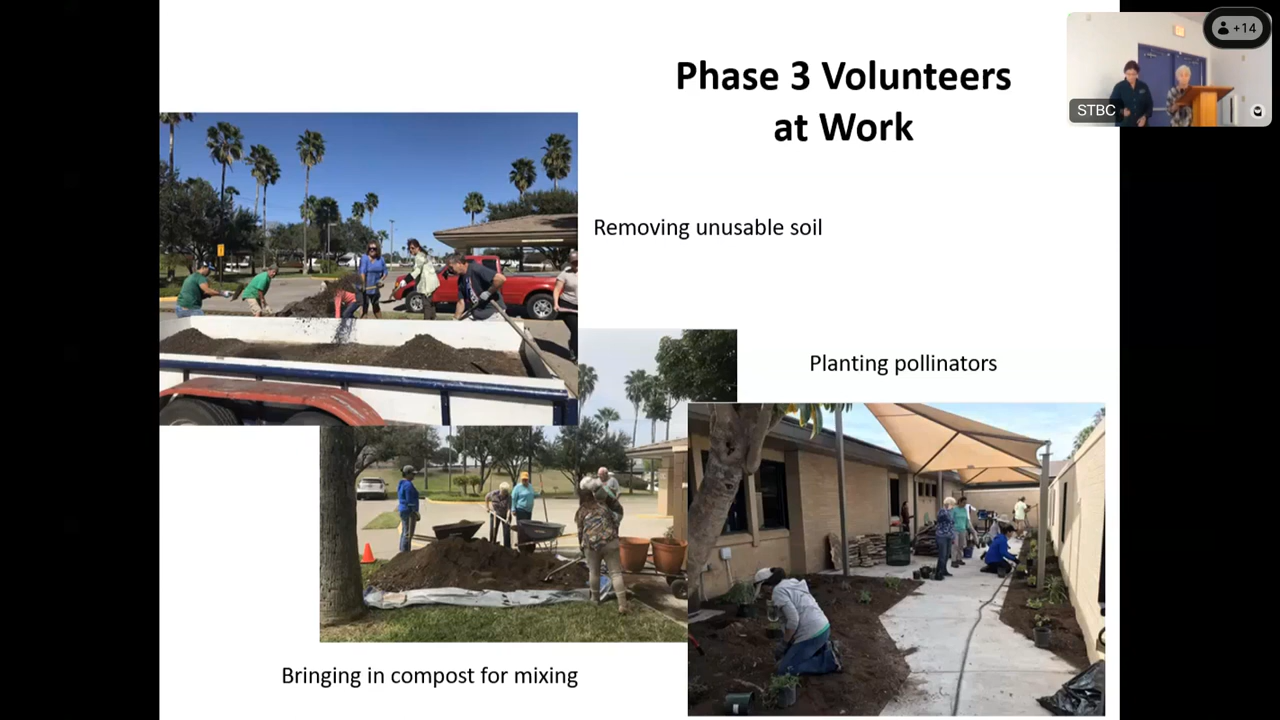 Phase 3 Volunteers
at Work
+14
STBC
Removing unusable soil
Planting pollinators
Bringing in compost for mixing